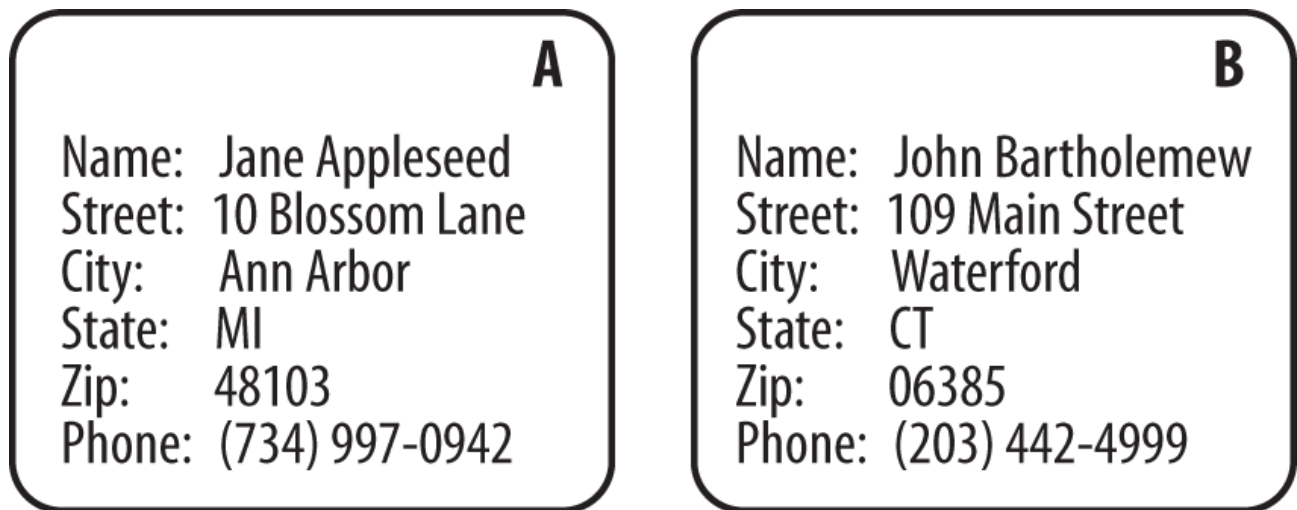 A
Name: Jane Appleseed
Street: 10 Blossom Lane
City: Ann Arbor
State: MI
Zip: 48103
Phone: (734) 997-0942
B
Name: John Bartholemew
Street: 109 Main Street
City: Waterford
State: CT
Zip: 06385
Phone: (203) 442-4999